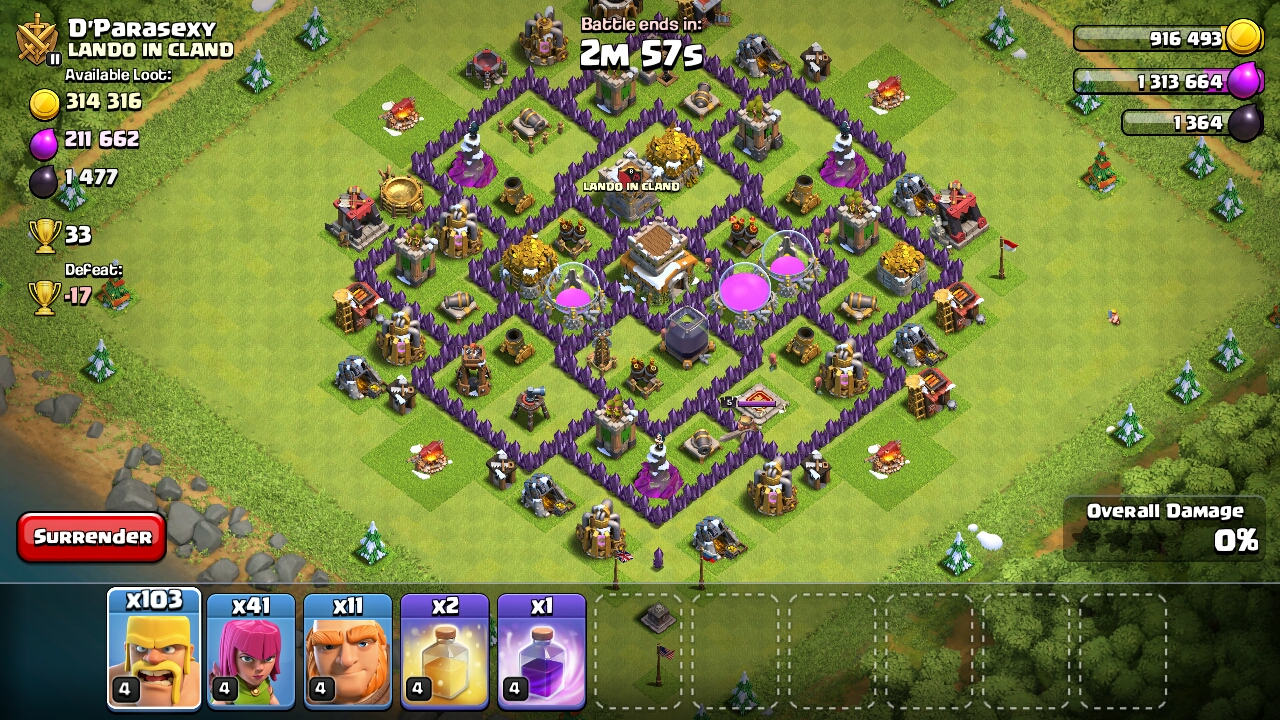 D'Parasexy
LANDO IN CLAND
II
Available Loot:
314 316
211 662
1 477
33
Defeat:
-17
Battle ends in:
2M 57s
916 493
1 313 664
1 364
LANDO IN CLAND
Surrender
Overall Damage
0%
x103
x41
x11
x2
x1
4
4
4
4
4